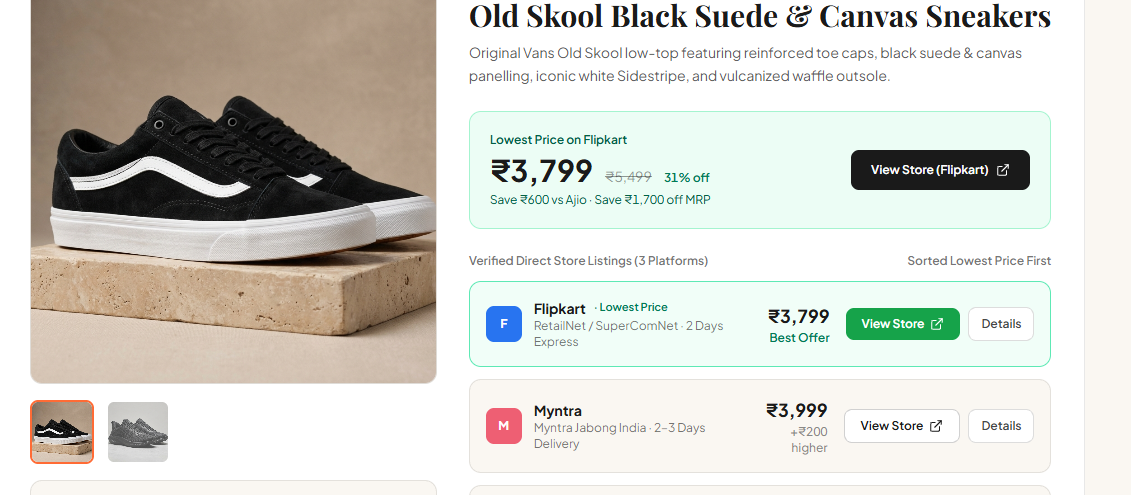 Old Skool Black Suede & Canvas Sneakers
Original Vans Old Skool low-top featuring reinforced toe caps, black suede & canvas
panelling, iconic white Sidestripe, and vulcanized waffle outsole.
Lowest Price on Flipkart
₹3,799 ₹5,499 31% off
Save ₹600 vs Ajio · Save ₹1,700 off MRP
View Store (Flipkart)
Verified Direct Store Listings (3 Platforms)
Sorted Lowest Price First
F
Flipkart · Lowest Price
RetailNet / SuperComNet · 2 Days
Express
₹3,799
Best Offer
View Store
Details
M
Myntra
Myntra Jabong India · 2–3 Days
Delivery
₹3,999
+₹200
higher
View Store
Details